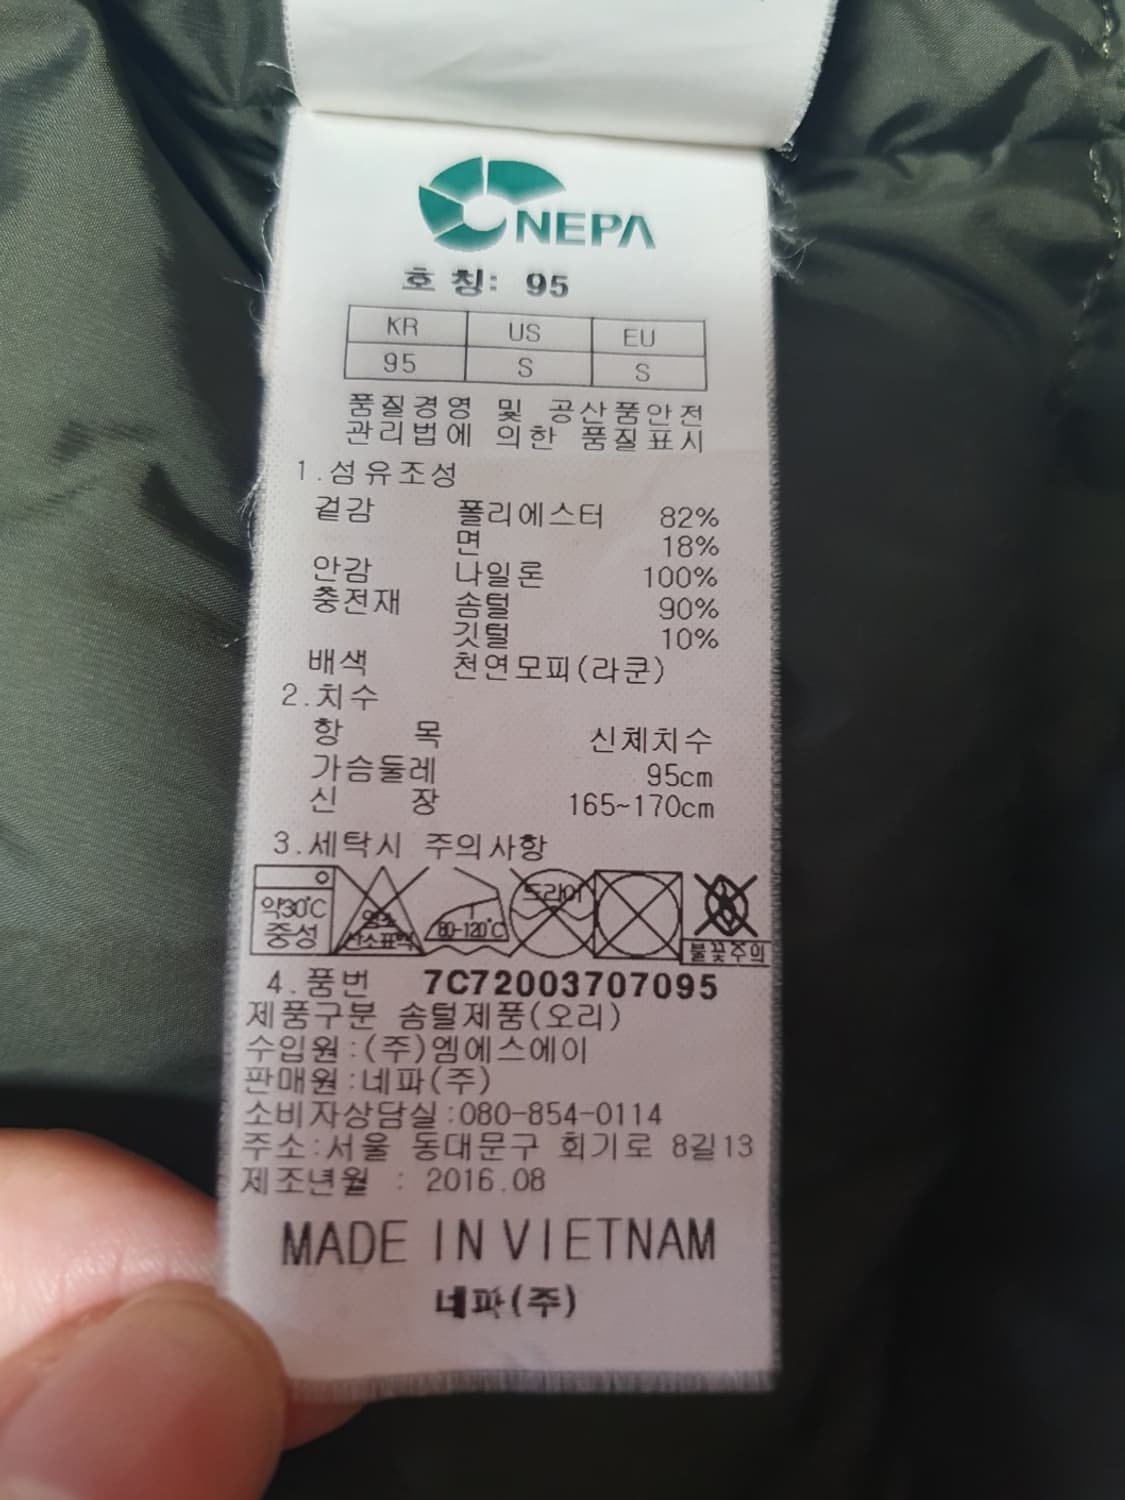 NEPA
호 칭: 95
KR US EU
95 S S
품질경영 및 공산품안전
관리법에 의한 품질표시
1.섬유조성
겉감 폴리에스터 82%
면 18%
안감 나일론 100%
충전재 솜털 90%
깃털 10%
배색 천연모피(라쿤)
2.치수
항 목 신체치수
가슴둘레 95cm
신 장 165~170cm
3.세탁시 주의사항
약30℃ 중성 염소 산소표백 80-120℃ 드라이 불꽃주의
4.품번 7C72003707095
제품구분 솜털제품(오리)
수입원:(주)엠에스에이
판매원:네파(주)
소비자상담실:080-854-0114
주소:서울 동대문구 회기로 8길13
제조년월 : 2016.08
MADE IN VIETNAM
네파(주)